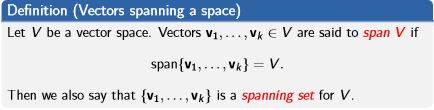 Definition (Vectors spanning a space)
Let V be a vector space. Vectors v₁, . . . , vₖ ∈ V are said to span V if
span{v₁, . . . , vₖ} = V.
Then we also say that {v₁, . . . , vₖ} is a spanning set for V.